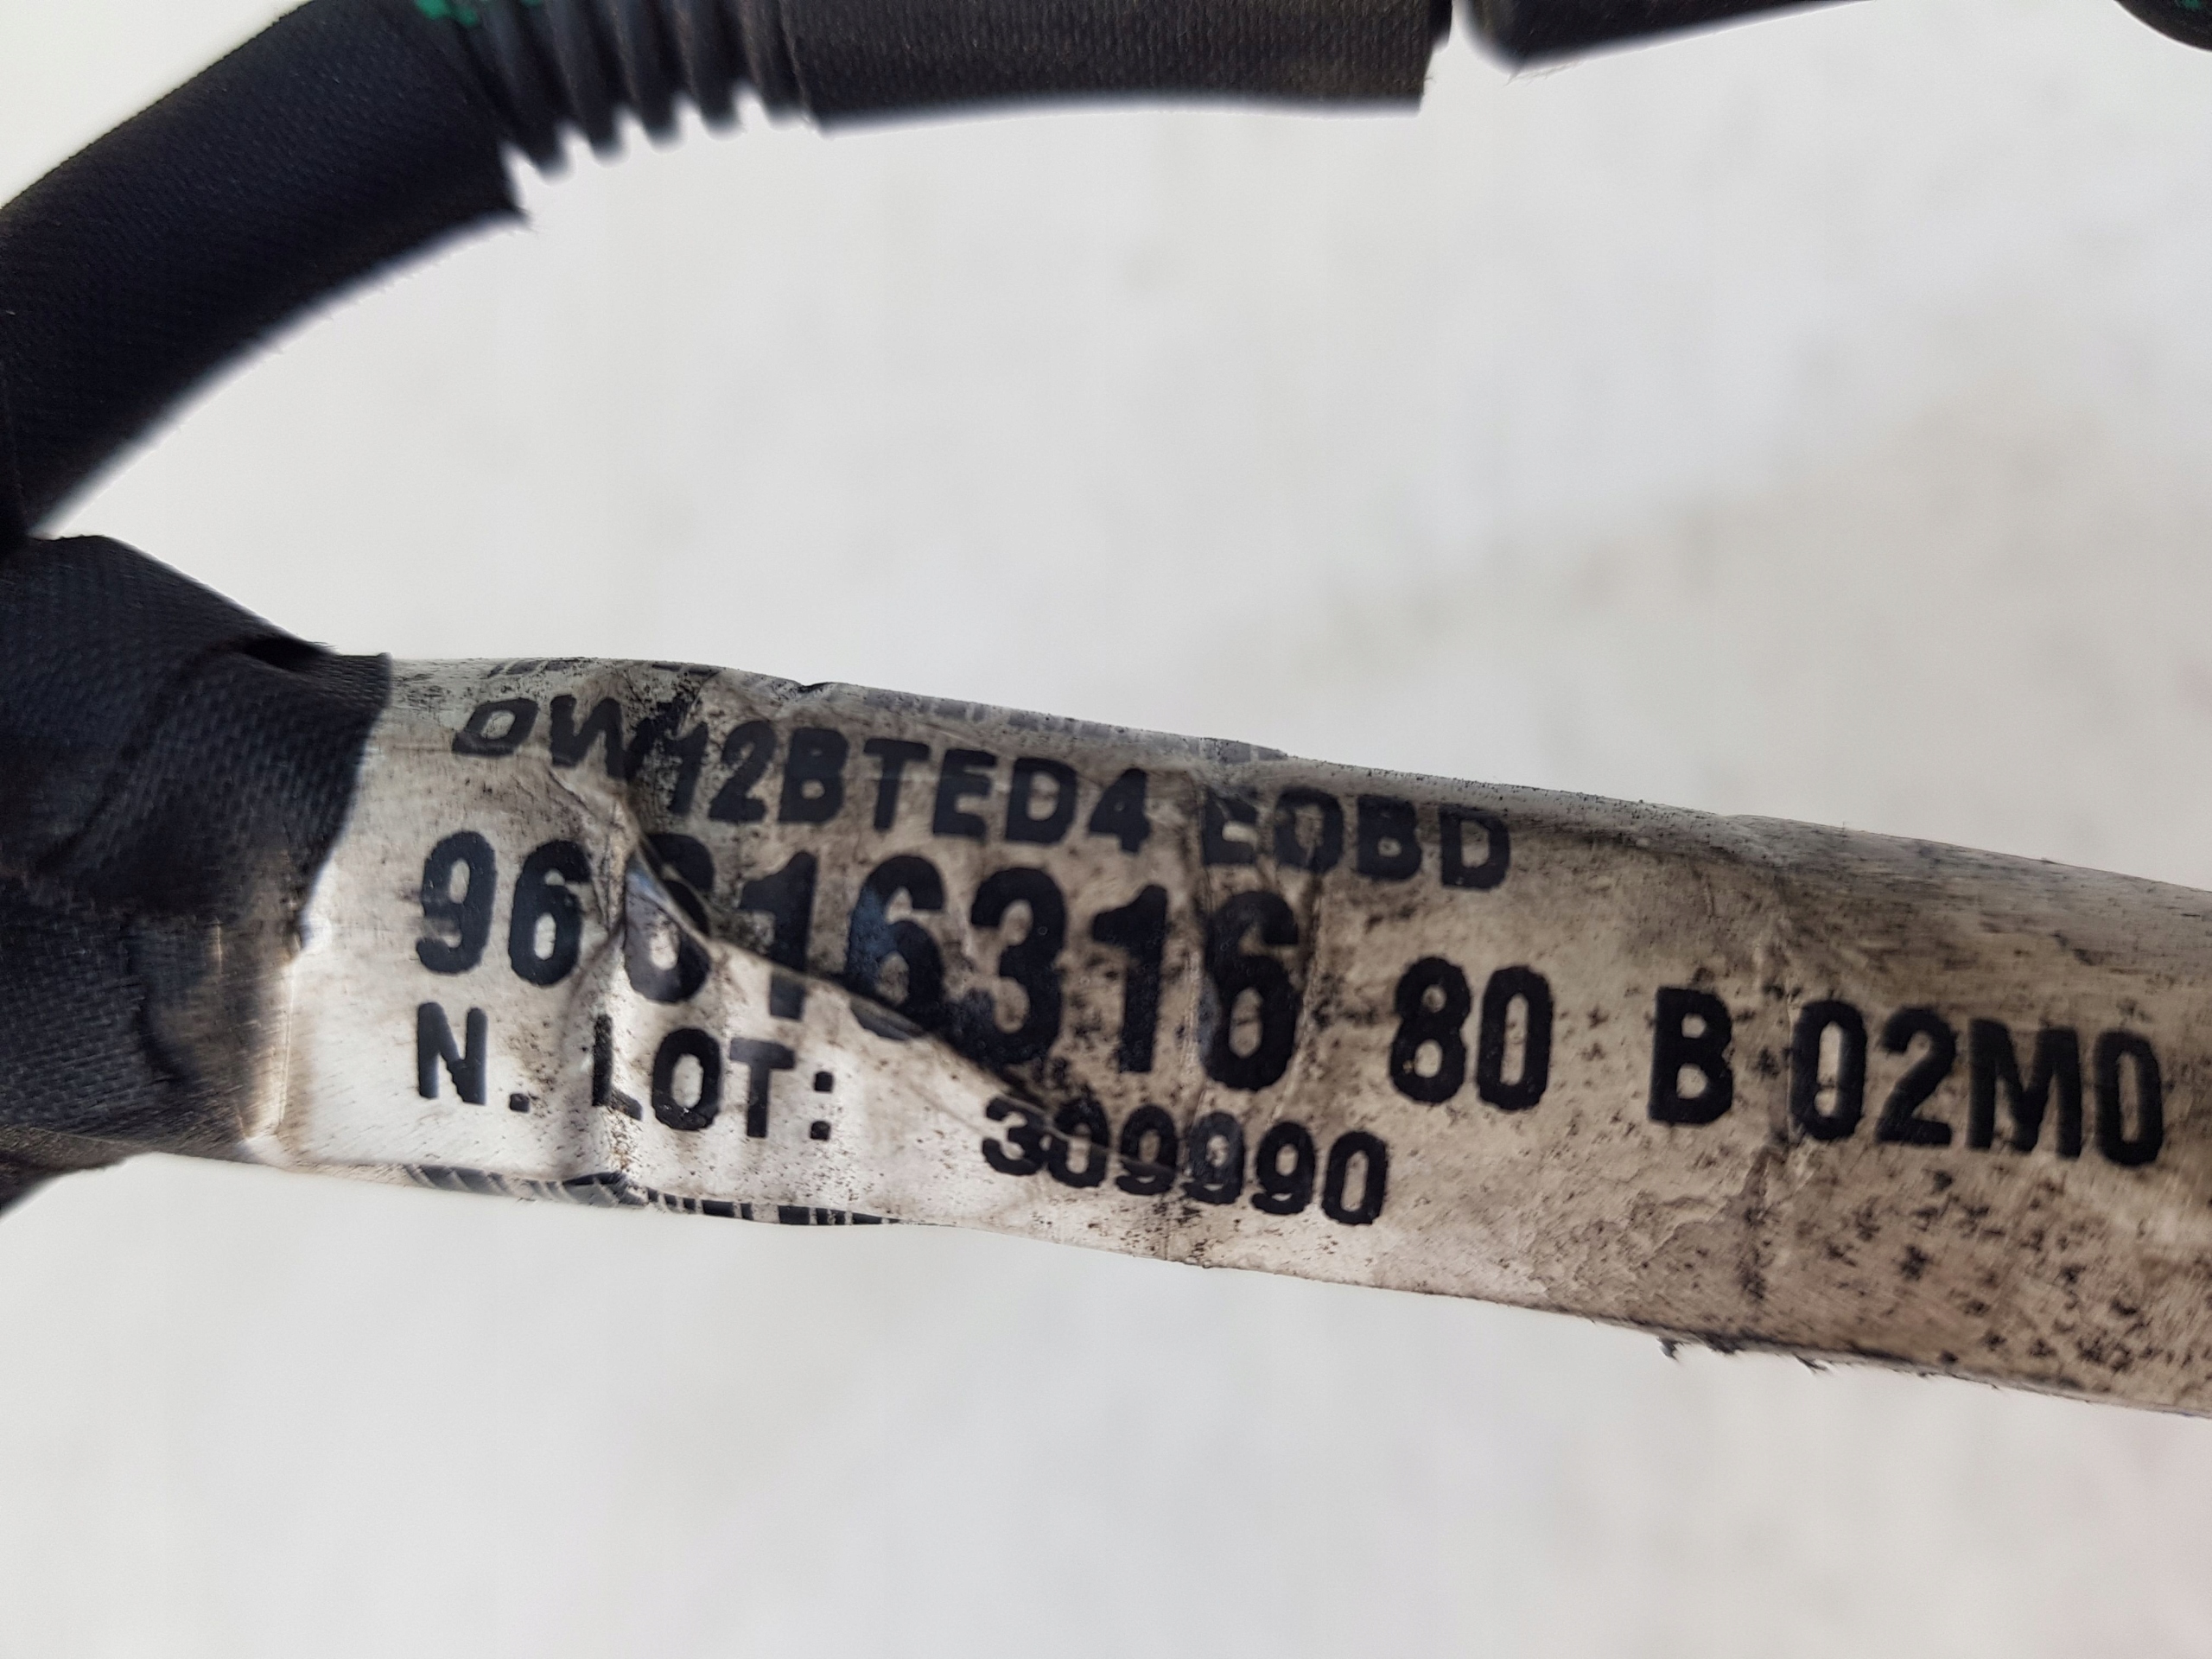 DW12BTED4 EOBD
96616316 80 B 02M0
N. LOT: 309990